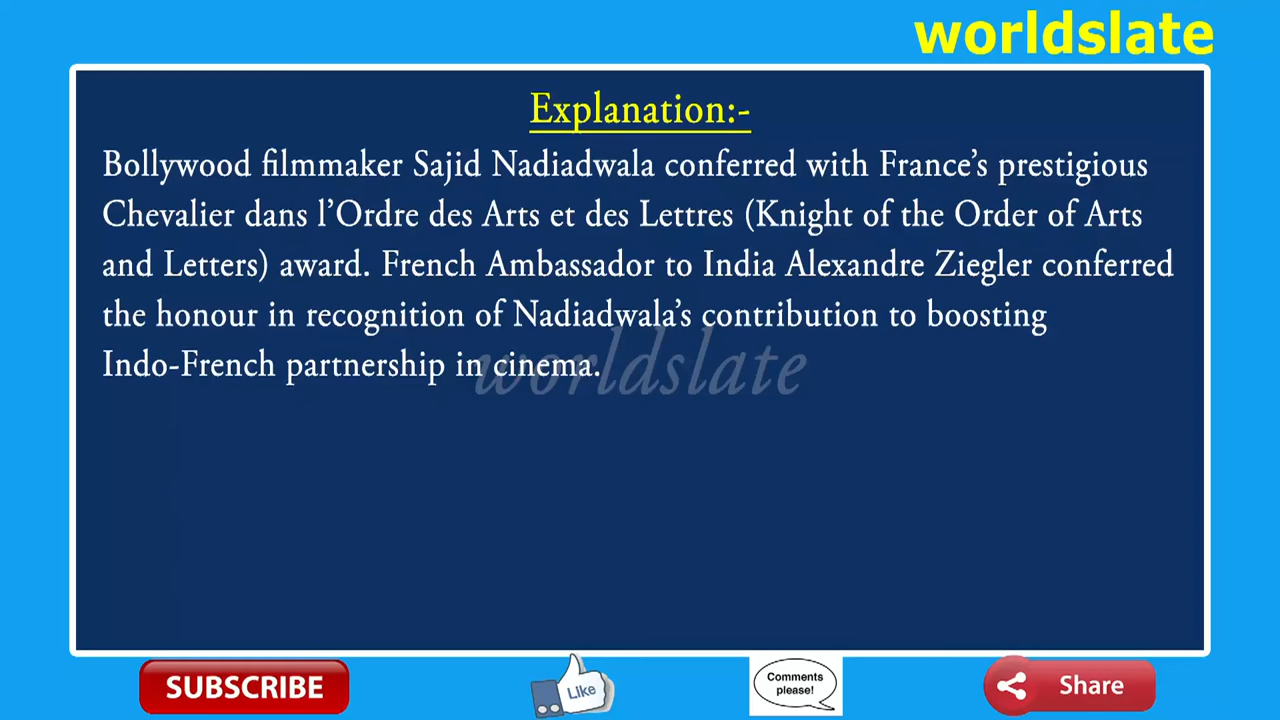 worldslate
Explanation:-
Bollywood filmmaker Sajid Nadiadwala conferred with France’s prestigious
Chevalier dans l’Ordre des Arts et des Lettres (Knight of the Order of Arts
and Letters) award. French Ambassador to India Alexandre Ziegler conferred
the honour in recognition of Nadiadwala’s contribution to boosting
Indo-French partnership in cinema.
worldslate
SUBSCRIBE
Like
Comments
please!
Share